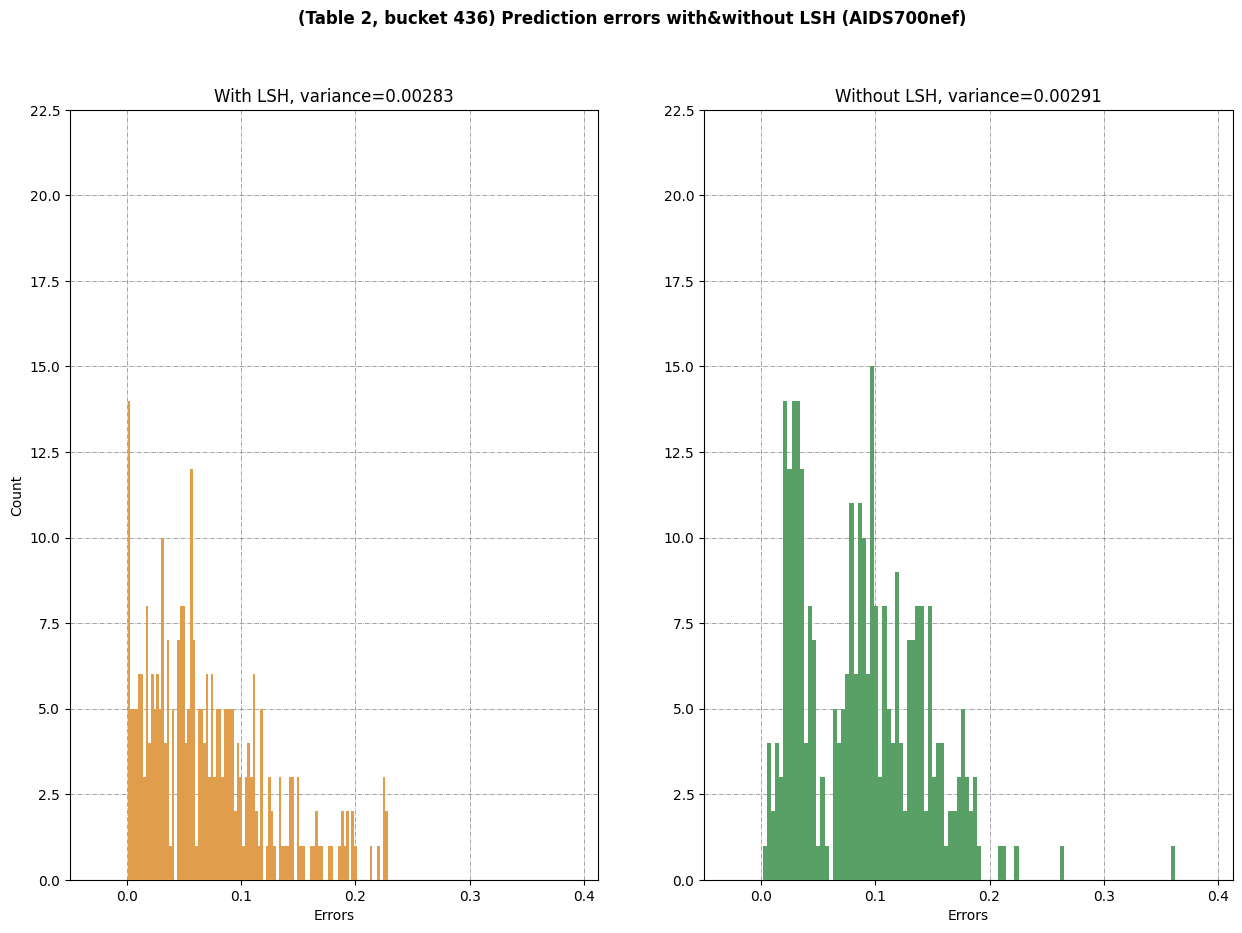 (Table 2, bucket 436) Prediction errors with&without LSH (AIDS700nef)
With LSH, variance=0.00283
22.5
20.0
17.5
15.0
12.5
10.0
7.5
5.0
2.5
0.0
Count
0.0 0.1 0.2 0.3 0.4
Errors
Without LSH, variance=0.00291
22.5
20.0
17.5
15.0
12.5
10.0
7.5
5.0
2.5
0.0
0.0 0.1 0.2 0.3 0.4
Errors